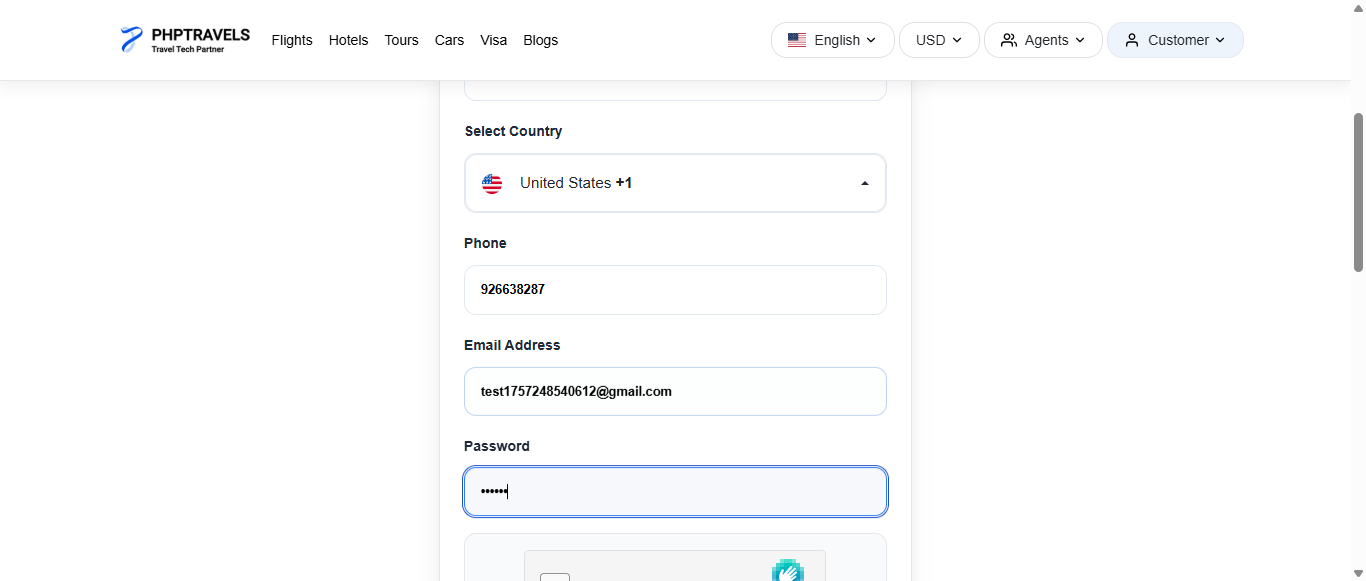 PHPTRAVELS
Travel Tech Partner
Flights Hotels Tours Cars Visa Blogs
English USD Agents Customer
Select Country
United States +1
Phone
926638287
Email Address
test1757248540612@gmail.com
Password
••••••